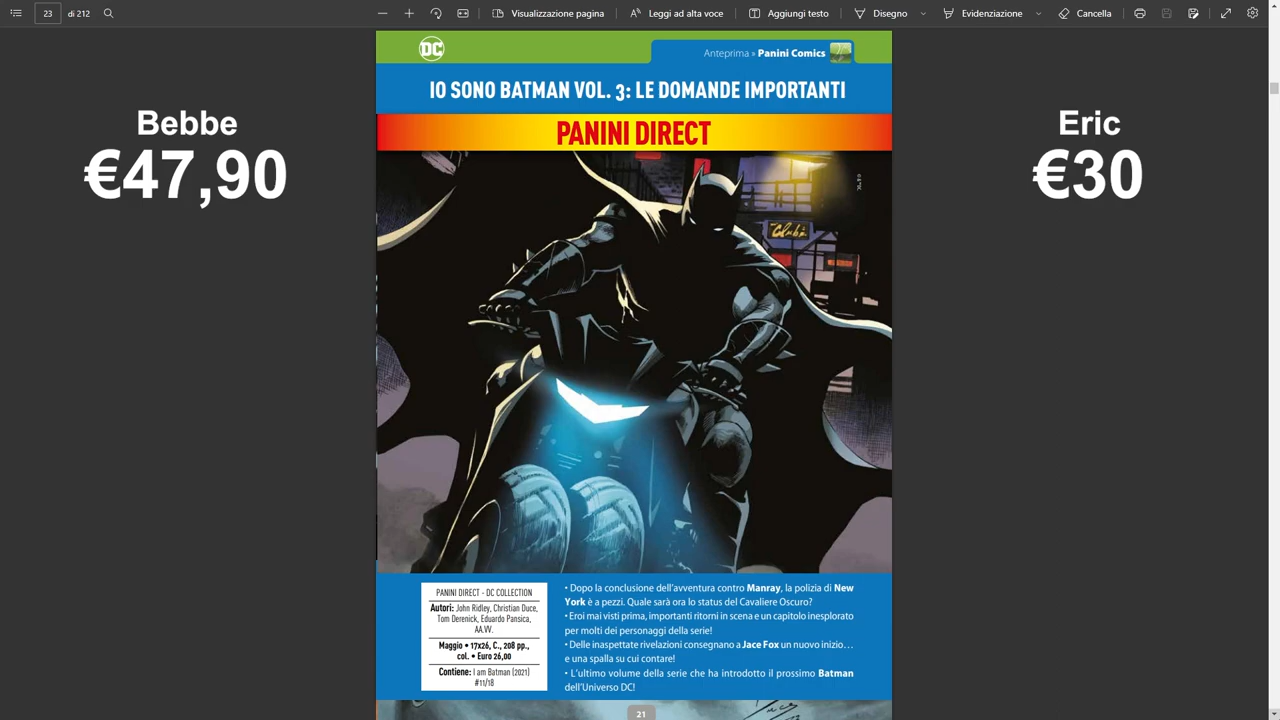 23
di 212
Visualizzazione pagina
Leggi ad alta voce
Aggiungi testo
Disegno
Evidenziazione
Cancella
DC
Anteprima » Panini Comics
IO SONO BATMAN VOL. 3: LE DOMANDE IMPORTANTI
PANINI DIRECT
Bebbe
€47,90
Eric
€30
Clubs
PANINI DIRECT - DC COLLECTION
Autori: John Ridley, Christian Duce,
Tom Derenick, Eduardo Pansica,
AA.VV.
Maggio • 17x26, C., 208 pp.,
col. • Euro 26,00
Contiene: I am Batman (2021)
#11/18
• Dopo la conclusione dell'avventura contro Manray, la polizia di New
York è a pezzi. Quale sarà ora lo status del Cavaliere Oscuro?
• Eroi mai visti prima, importanti ritorni in scena e un capitolo inesplorato
per molti dei personaggi della serie!
• Delle inaspettate rivelazioni consegnano a Jace Fox un nuovo inizio…
e una spalla su cui contare!
• L'ultimo volume della serie che ha introdotto il prossimo Batman
dell'Universo DC!
21